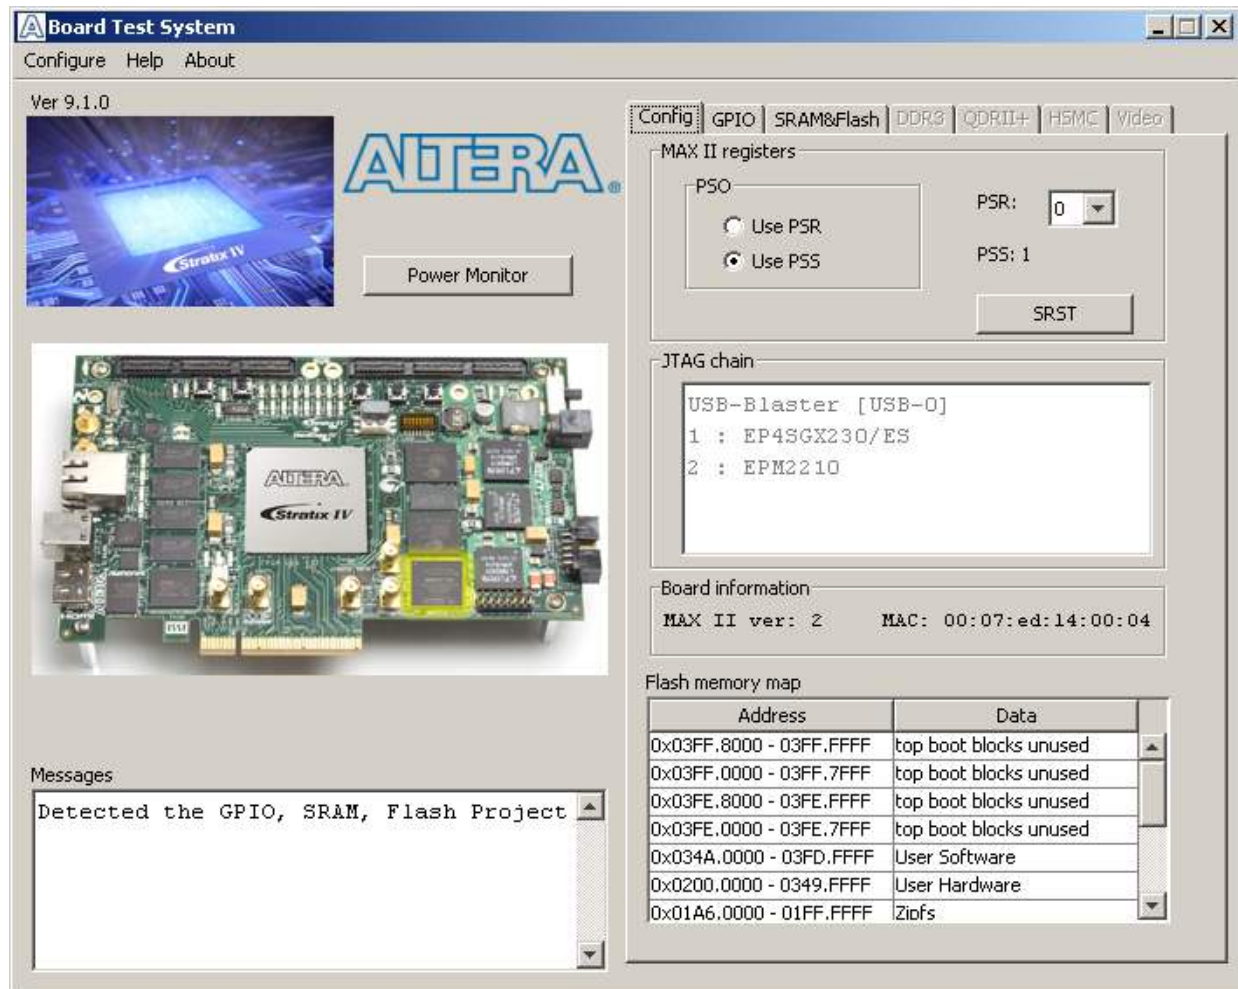 Board Test System
Configure Help About
Ver 9.1.0
Stratix IV
ALTERA®
Power Monitor
ALTERA
Stratix IV
HDMI
Messages
Detected the GPIO, SRAM, Flash Project
Config GPIO SRAM&Flash DDR3 QDRII+ HSMC Video
MAX II registers
PSO
Use PSR
Use PSS
PSR: 0
PSS: 1
SRST
JTAG chain
USB-Blaster [USB-0]
1 : EP4SGX230/ES
2 : EPM2210
Board information
MAX II ver: 2 MAC: 00:07:ed:14:00:04
Flash memory map
Address Data
0x03FF.8000 - 03FF.FFFF top boot blocks unused
0x03FF.0000 - 03FF.7FFF top boot blocks unused
0x03FE.8000 - 03FE.FFFF top boot blocks unused
0x03FE.0000 - 03FE.7FFF top boot blocks unused
0x034A.0000 - 03FD.FFFF User Software
0x0200.0000 - 0349.FFFF User Hardware
0x01A6.0000 - 01FF.FFFF Zipfs